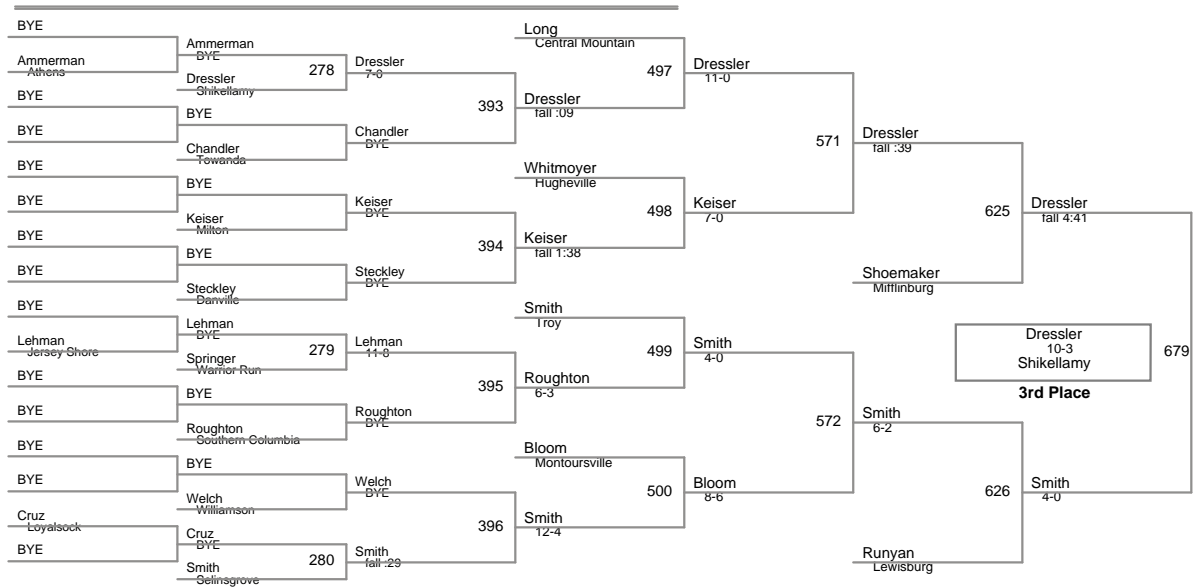 BYE
Ammerman
Athens
BYE
BYE
BYE
BYE
BYE
BYE
BYE
Lehman
Jersey Shore
BYE
BYE
BYE
BYE
Cruz
Loyalsock
BYE
Ammerman
BYE
278
Dressler
Shikellamy
BYE
Chandler
Towanda
BYE
Keiser
Milton
BYE
Steckley
Danville
Lehman
BYE
279
Springer
Warrior Run
BYE
Roughton
Southern Columbia
BYE
Welch
Williamson
Cruz
BYE
280
Smith
Selinsgrove
Dressler
7-0
393
Chandler
BYE
Keiser
BYE
394
Steckley
BYE
Lehman
11-8
395
Roughton
BYE
Welch
BYE
396
Smith
fall :29
Long
Central Mountain
497
Dressler
fall :09
Whitmoyer
Hugheville
498
Keiser
fall 1:38
Smith
Troy
499
Roughton
6-3
Bloom
Montoursville
500
Smith
12-4
Dressler
11-0
571
Keiser
7-0
Smith
4-0
572
Bloom
8-6
Dressler
fall :39
625
Shoemaker
Mifflinburg
Smith
6-2
626
Runyan
Lewisburg
Dressler
fall 4:41
679
Smith
4-0
Dressler
10-3
Shikellamy
3rd Place